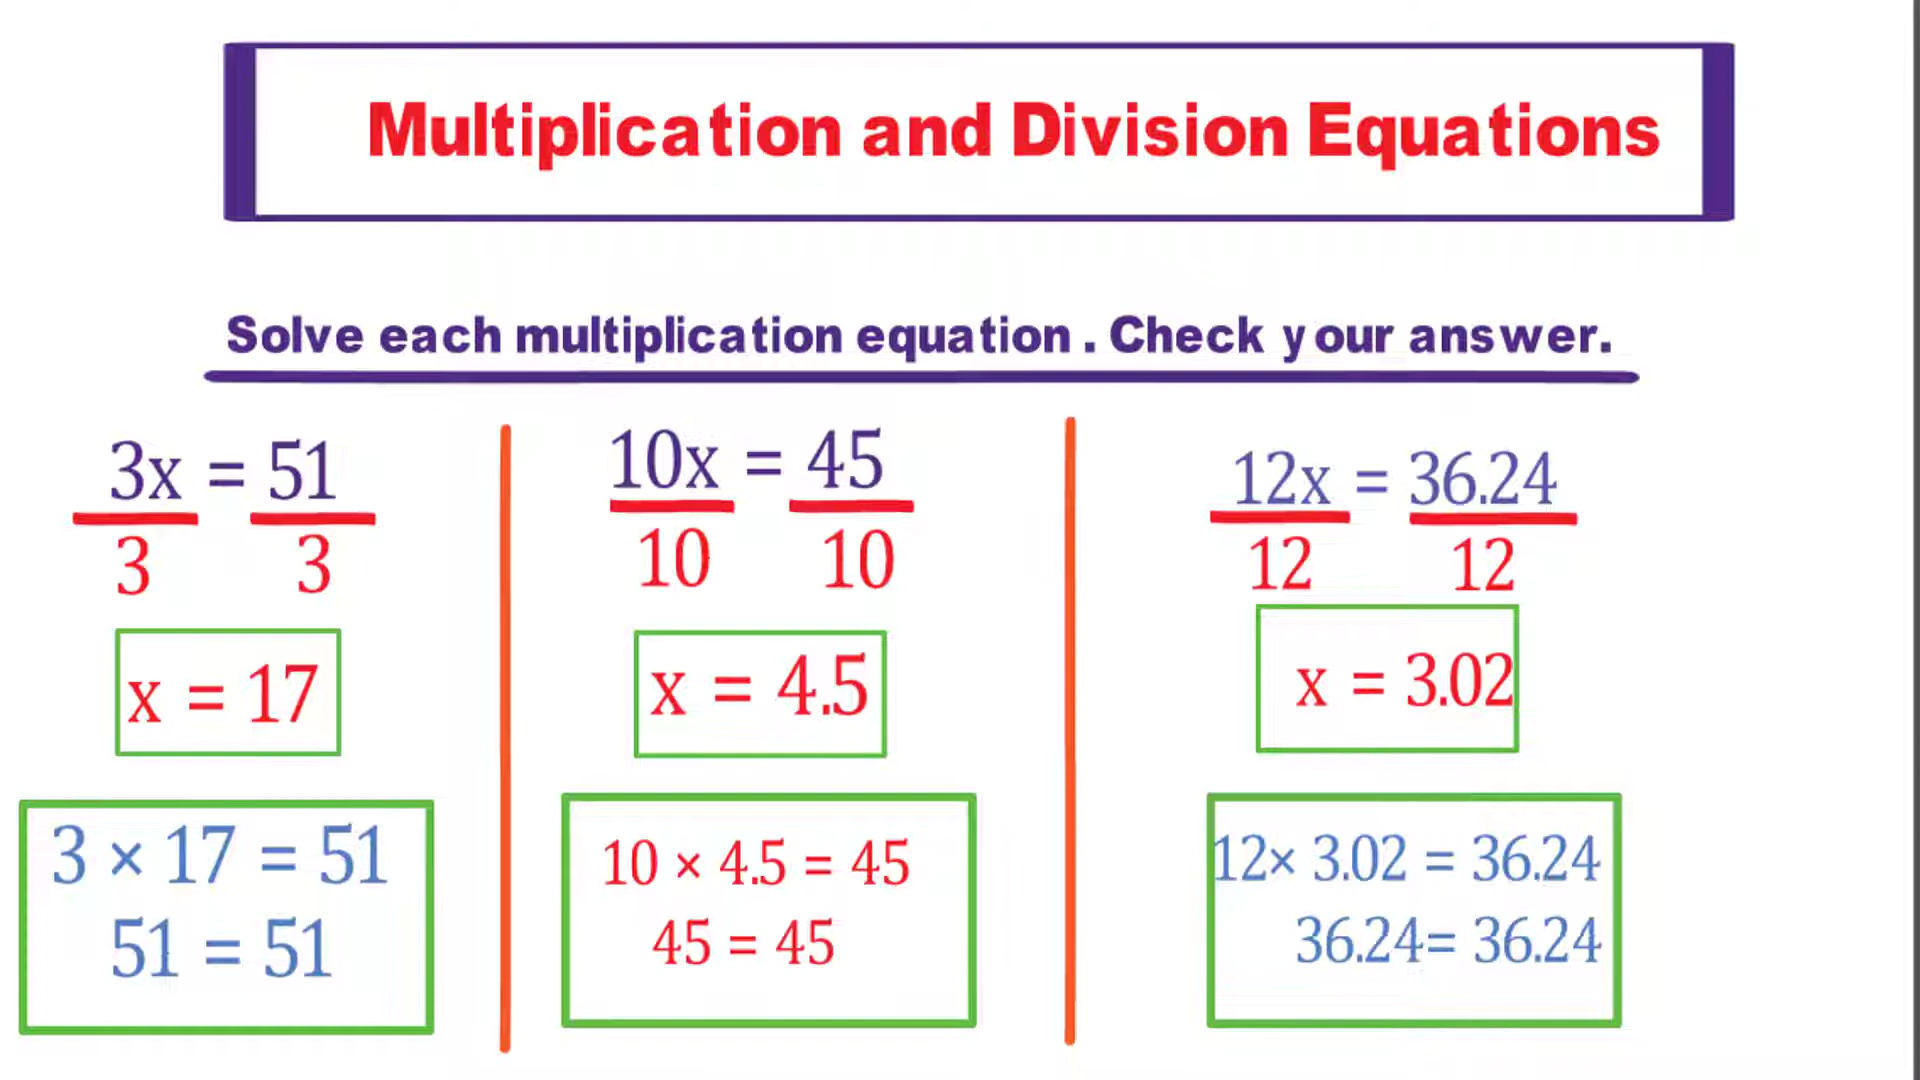 Multiplication and Division Equations
Solve each multiplication equation . Check your answer.
3x = 51
3 3
x = 17
3 × 17 = 51
51 = 51
10x = 45
10 10
x = 4.5
10 × 4.5 = 45
45 = 45
12x = 36.24
12 12
x = 3.02
12× 3.02 = 36.24
36.24= 36.24